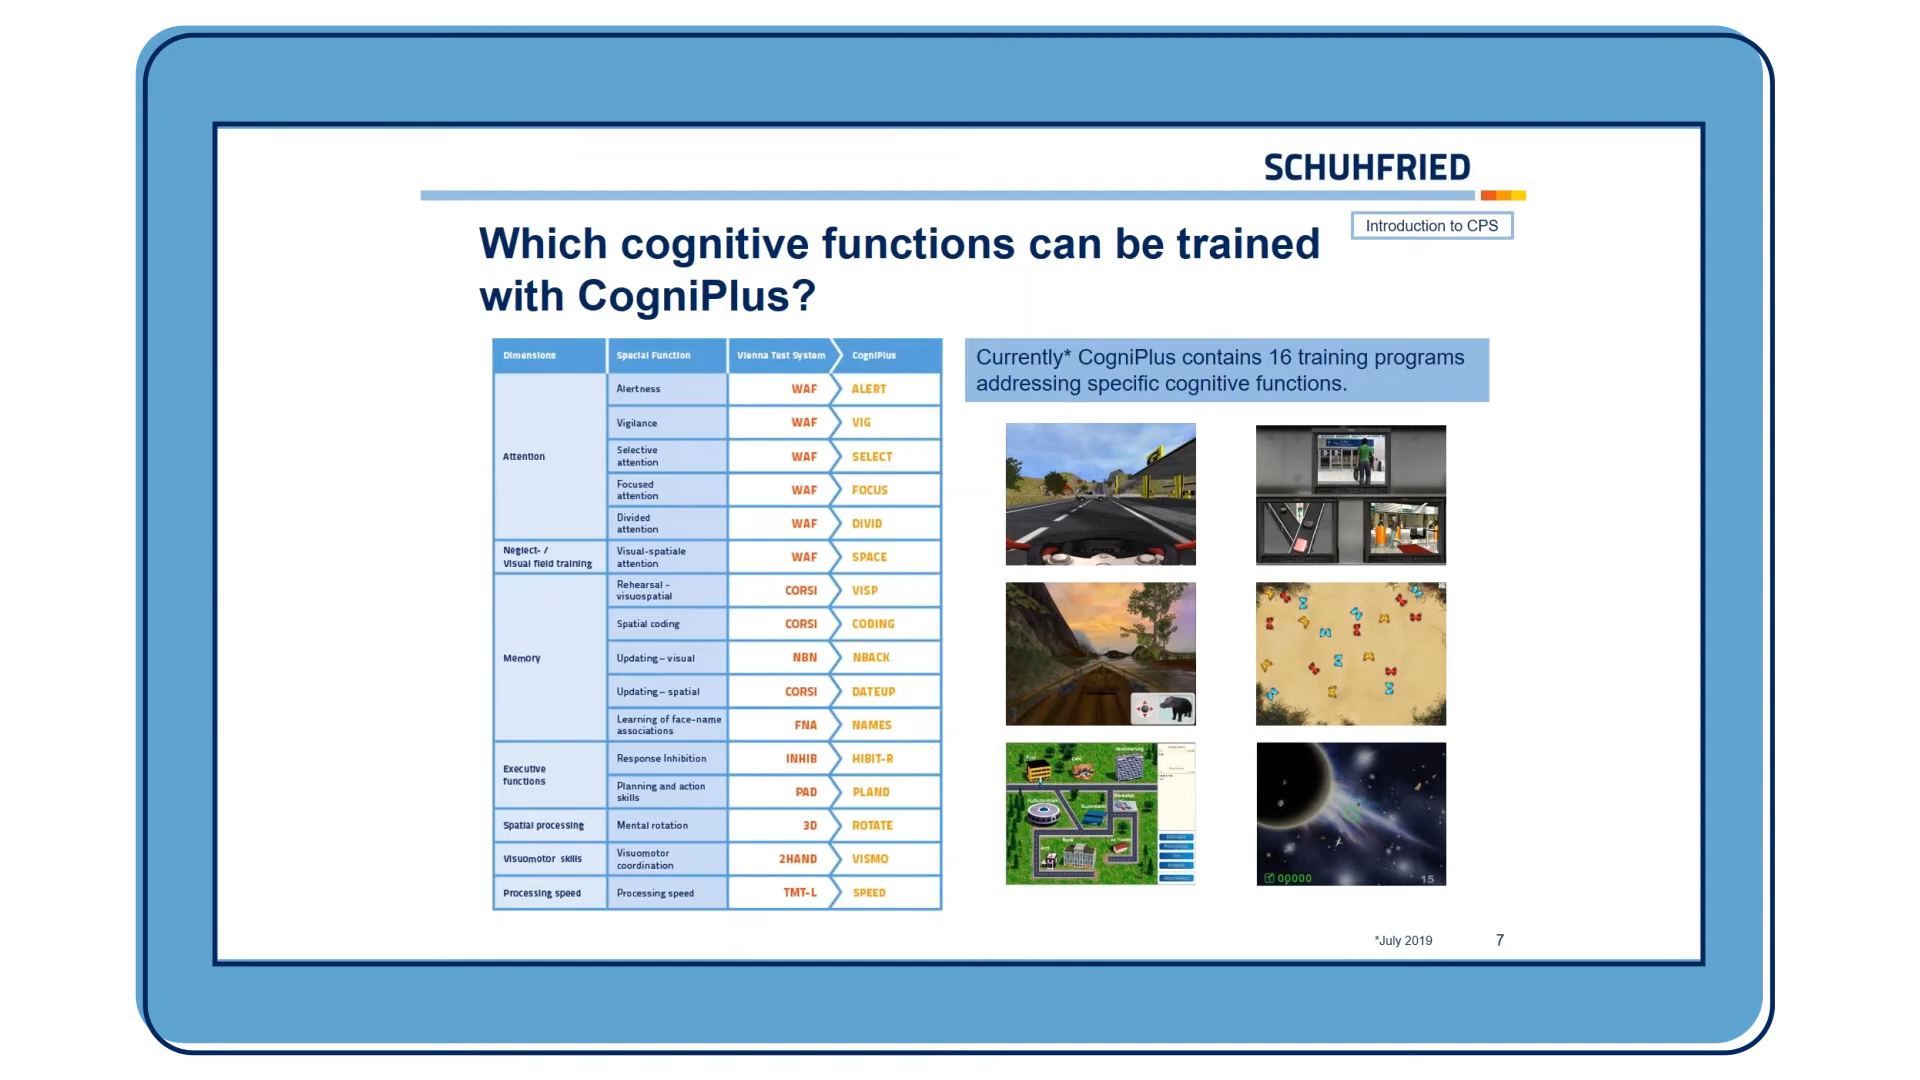 SCHUHFRIED
Introduction to CPS
Which cognitive functions can be trained
with CogniPlus?
Dimensions Special Function Vienna Test System CogniPlus
Attention
Alertness WAF ALERT
Vigilance WAF VIG
Selective
attention WAF SELECT
Focused
attention WAF FOCUS
Divided
attention WAF DIVID
Neglect- /
Visual field training
Visual-spatiale
attention WAF SPACE
Memory
Rehearsal -
visuospatial CORSI VISP
Spatial coding CORSI CODING
Updating – visual NBN NBACK
Updating – spatial CORSI DATEUP
Learning of face-name
associations FNA NAMES
Executive
functions
Response Inhibition INHIB HIBIT-R
Planning and action
skills PAD PLAND
Spatial processing Mental rotation 3D ROTATE
Visuomotor skills
Visuomotor
coordination 2HAND VISMO
Processing speed Processing speed TMT-L SPEED
Currently* CogniPlus contains 16 training programs
addressing specific cognitive functions.
00000
15
*July 2019
7